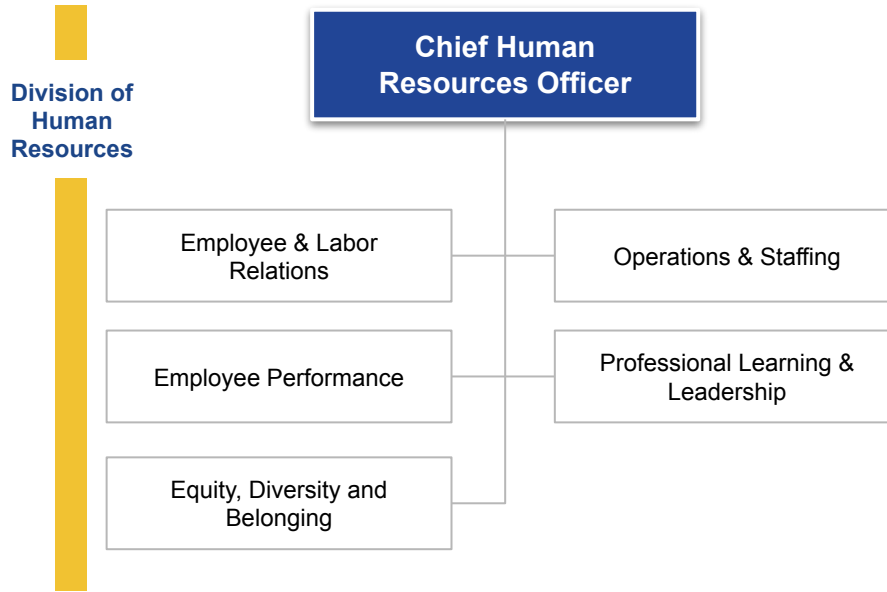 Chief Human
Resources Officer
Division of
Human
Resources
Employee & Labor
Relations
Operations & Staffing
Employee Performance
Professional Learning &
Leadership
Equity, Diversity and
Belonging